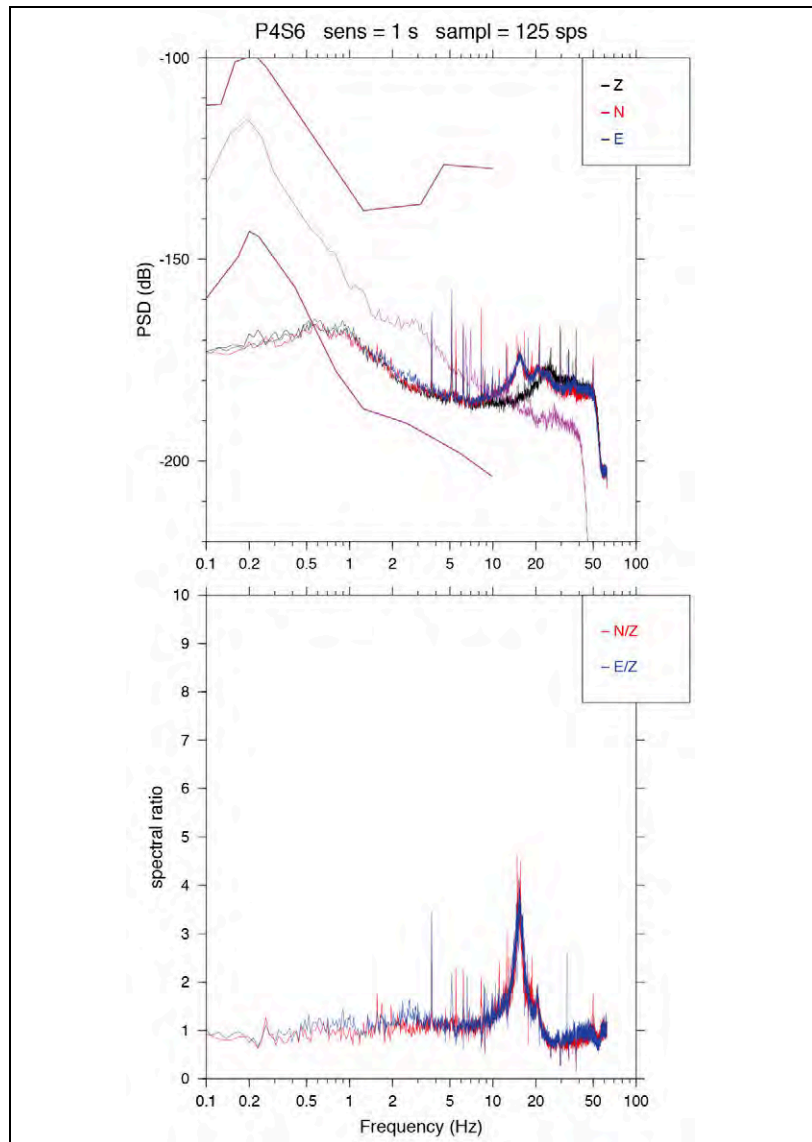 P4S6 sens = 1 s sampl = 125 sps
-100
Z
N
E
-150
PSD (dB)
-200
0.1 0.2 0.5 1 2 5 10 20 50 100
10
N/Z
9
E/Z
8
7
6
5
spectral ratio
4
3
2
1
0
0.1 0.2 0.5 1 2 5 10 20 50 100
Frequency (Hz)